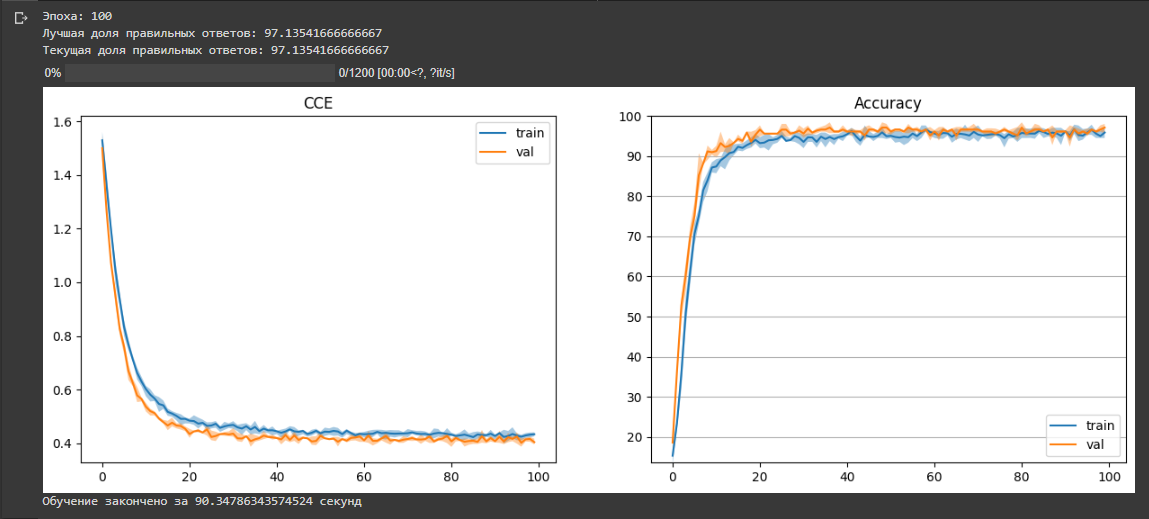 Эпоха: 100
Лучшая доля правильных ответов: 97.13541666666667
Текущая доля правильных ответов: 97.13541666666667
0% 0/1200 [00:00<?, ?it/s]
CCE
1.6
1.4
1.2
1.0
0.8
0.6
0.4
0 20 40 60 80 100
train
val
Accuracy
100
90
80
70
60
50
40
30
20
0 20 40 60 80 100
train
val
Обучение закончено за 90.34786343574524 секунд